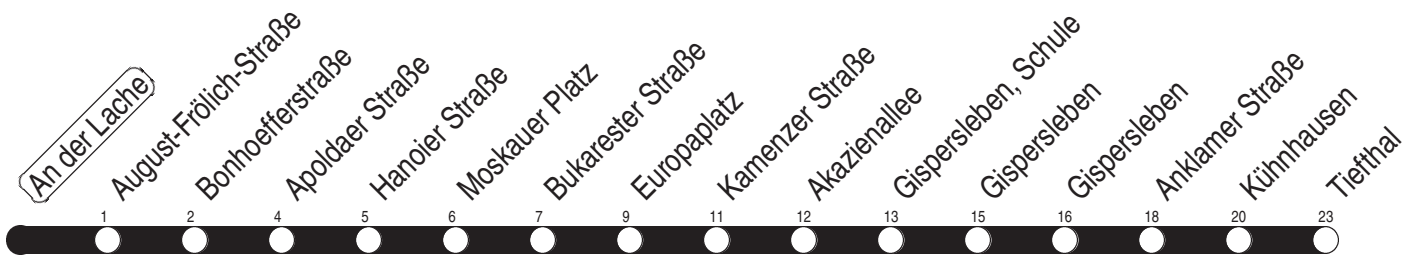 An der Lache
August-Frölich-Straße
Bonhoefferstraße
Apoldaer Straße
Hanoier Straße
Moskauer Platz
Bukarester Straße
Europaplatz
Kamenzer Straße
Akazienallee
Gispersleben, Schule
Gispersleben
Gispersleben
Anklamer Straße
Kühnhausen
Tiefthal
1 2 4 5 6 7 9 11 12 13 15 16 18 20 23